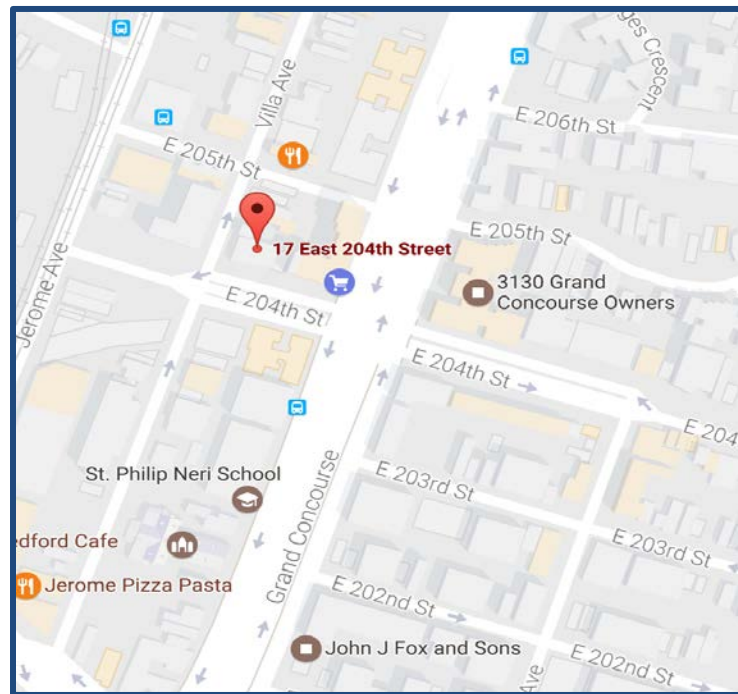 ges Crescent
Villa Ave
E 206th St
E 205th St
E 205th St
17 East 204th Street
3130 Grand
Concourse Owners
Jerome Ave
E 204th St
E 204th St
E 204
St. Philip Neri School
Grand Concourse
E 203rd St
E 203rd St
edford Cafe
Jerome Pizza Pasta
E 202nd St
John J Fox and Sons
E 202nd St
Ave